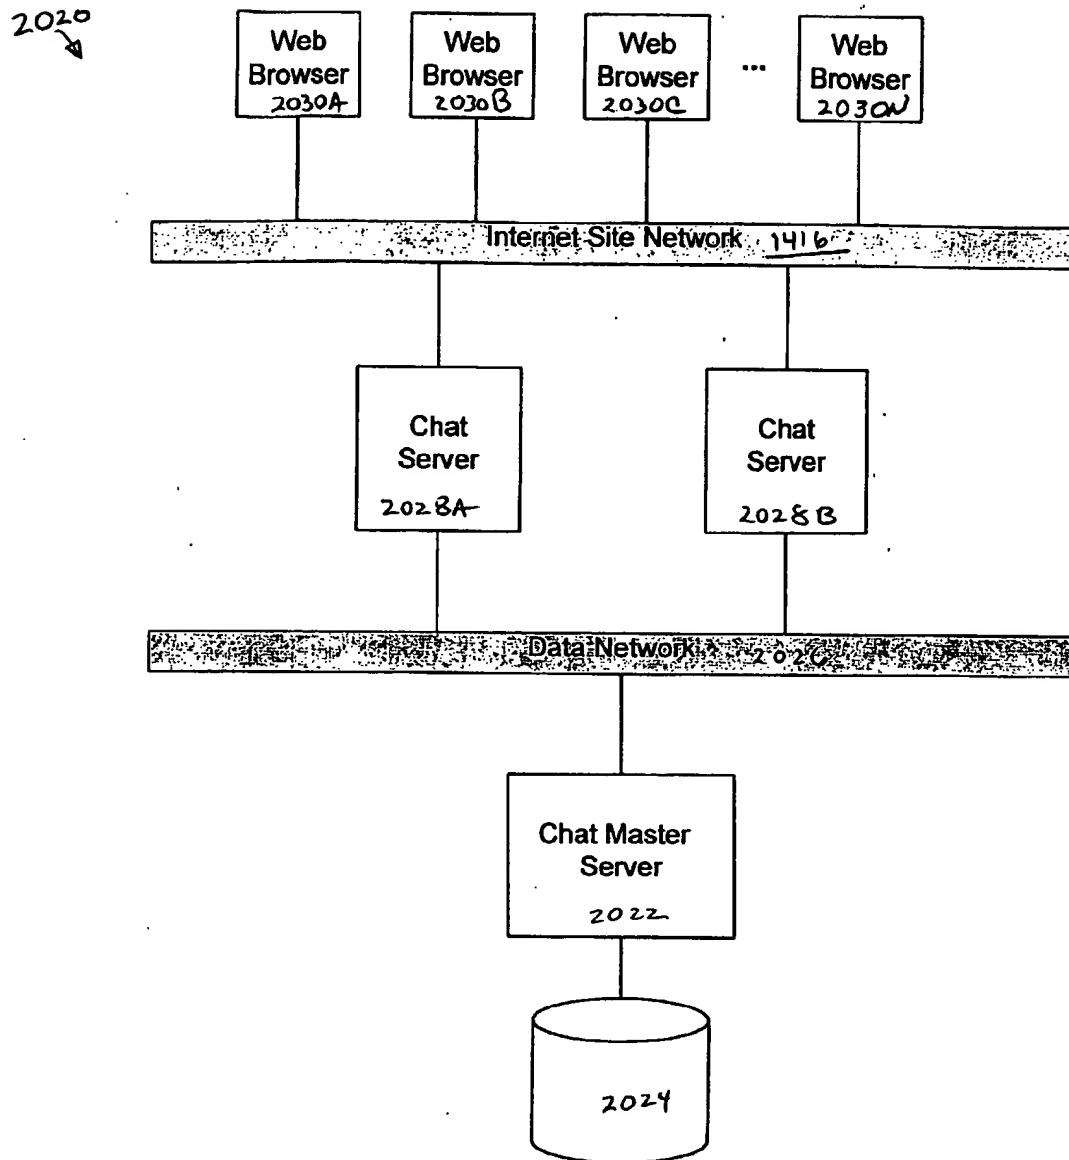 2020
Web
Browser
2030A
Web
Browser
2030B
Web
Browser
2030C
...
Web
Browser
2030N
Internet Site Network 1416
Chat
Server
2028A
Chat
Server
2028B
Data Network 2026
Chat Master
Server
2022
2024